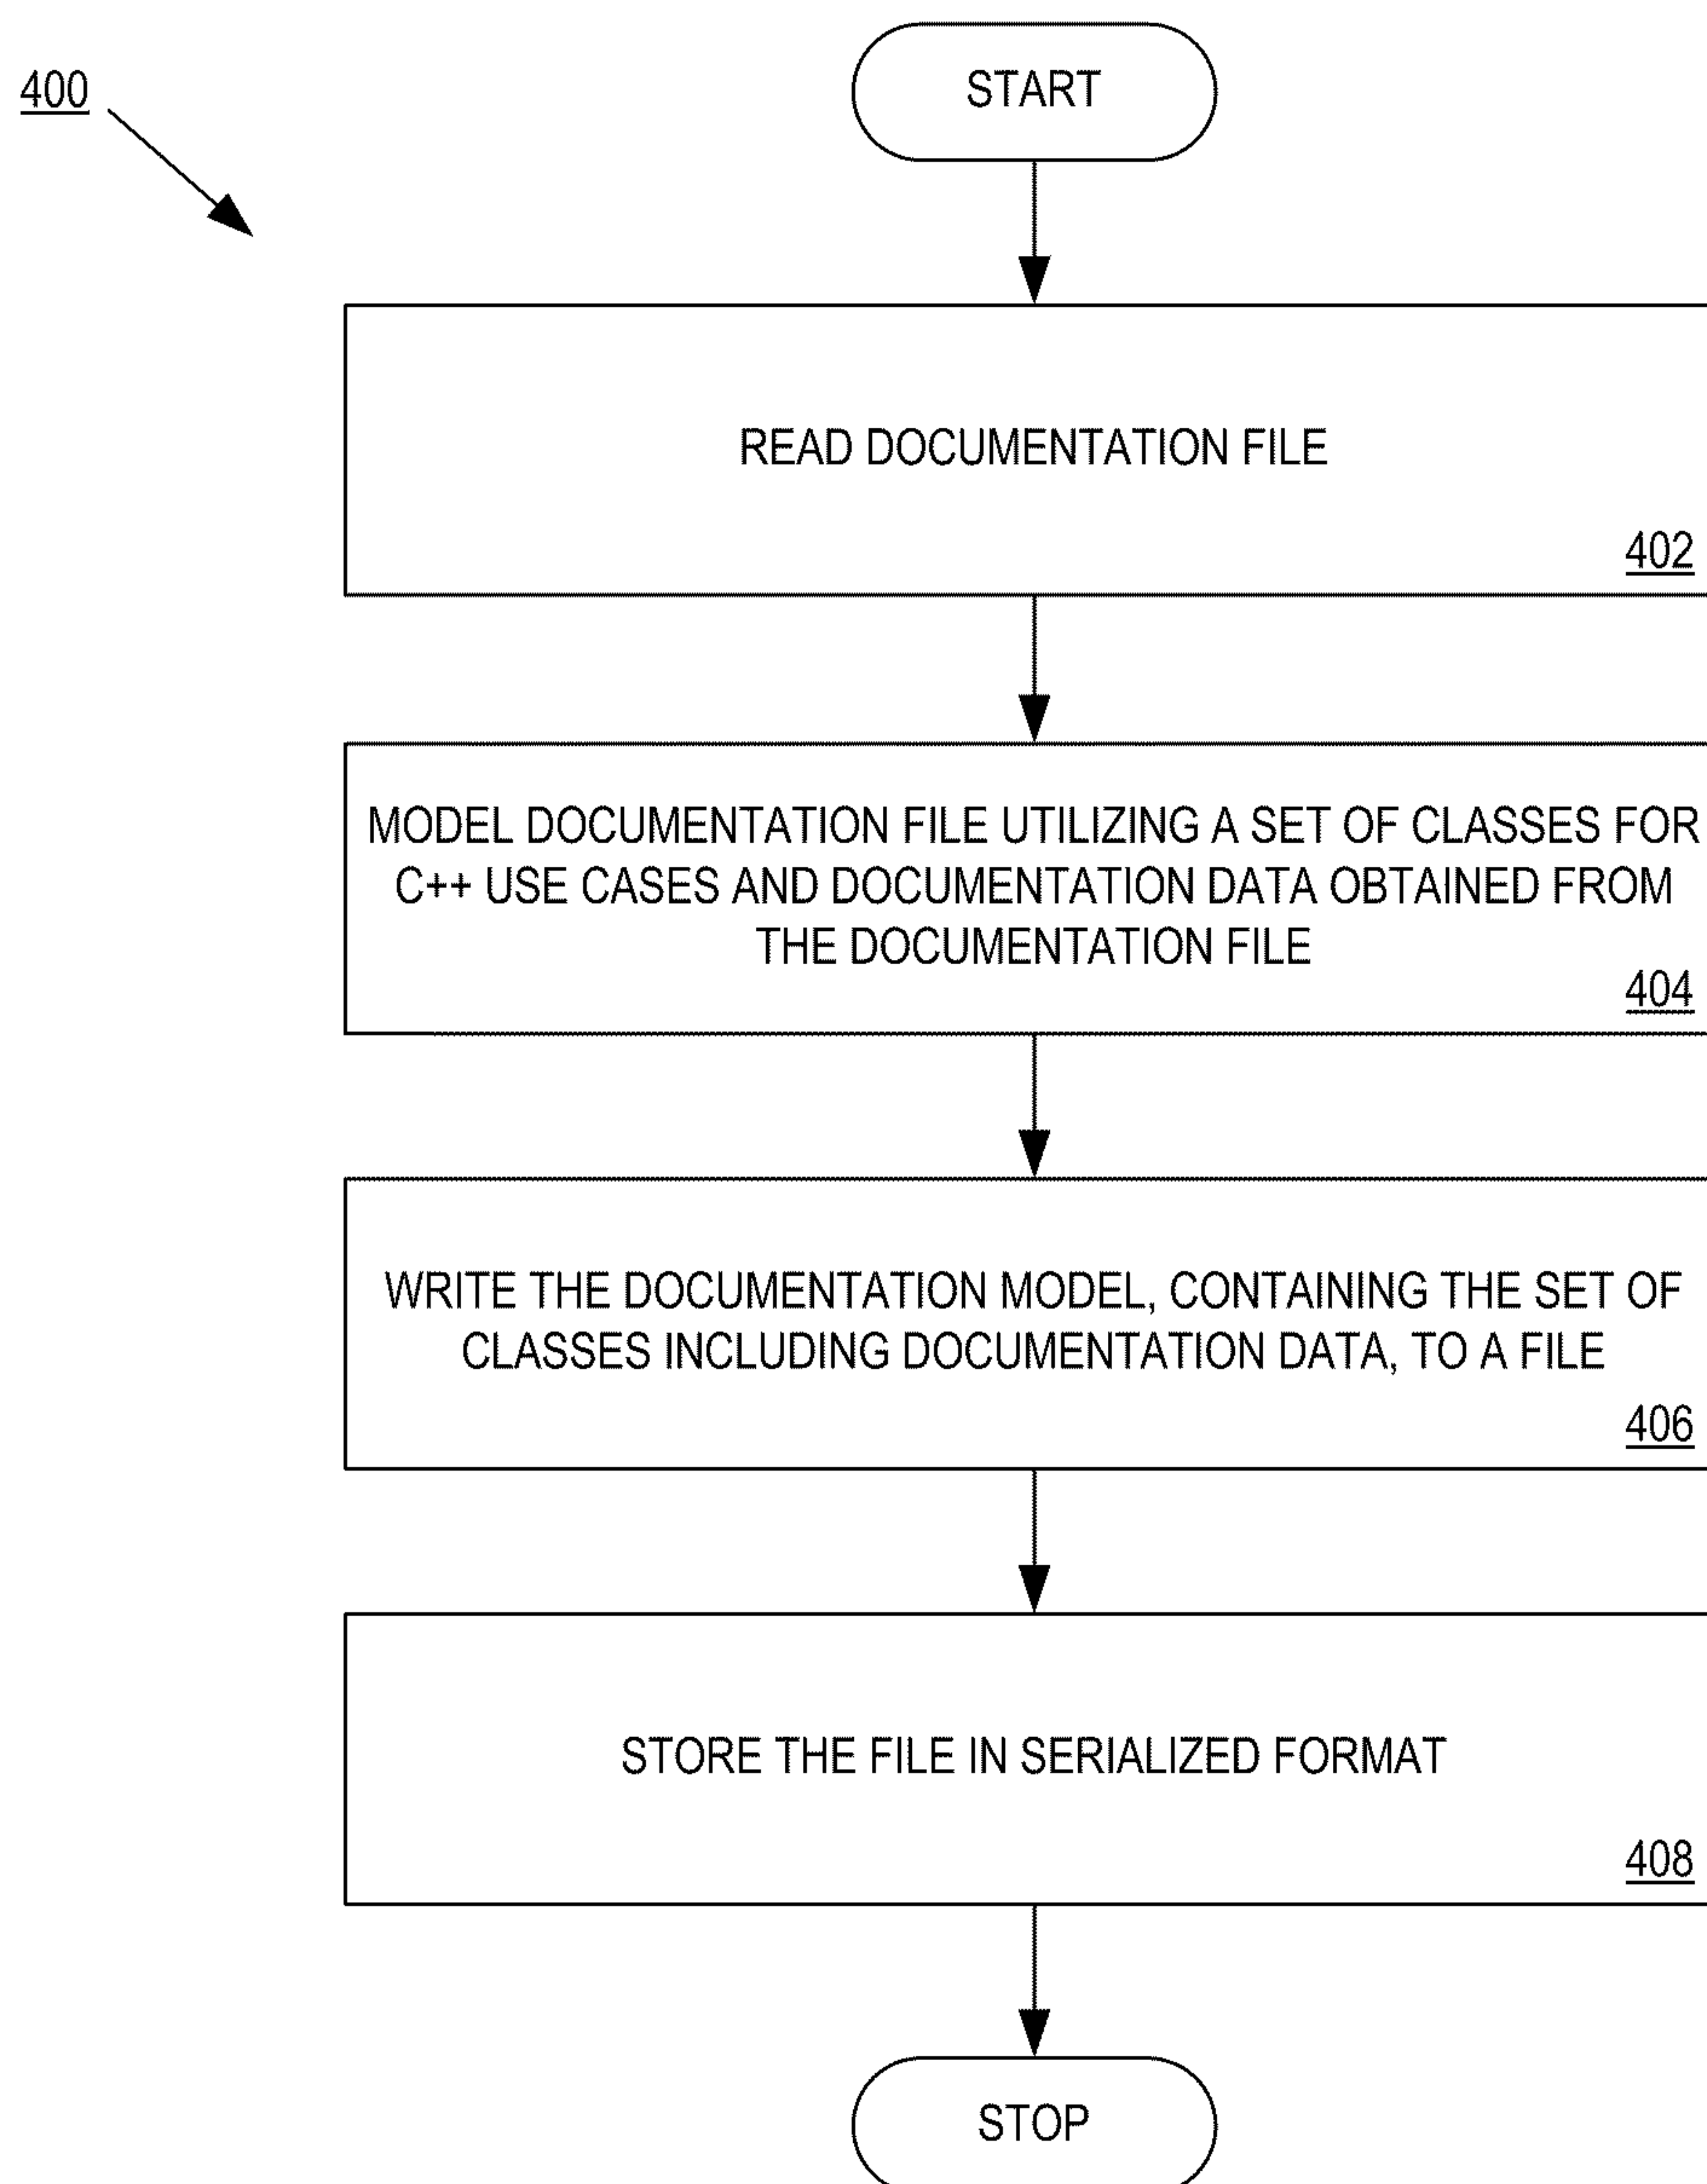 400
START
READ DOCUMENTATION FILE
402
MODEL DOCUMENTATION FILE UTILIZING A SET OF CLASSES FOR
C++ USE CASES AND DOCUMENTATION DATA OBTAINED FROM
THE DOCUMENTATION FILE
404
WRITE THE DOCUMENTATION MODEL, CONTAINING THE SET OF
CLASSES INCLUDING DOCUMENTATION DATA, TO A FILE
406
STORE THE FILE IN SERIALIZED FORMAT
408
STOP